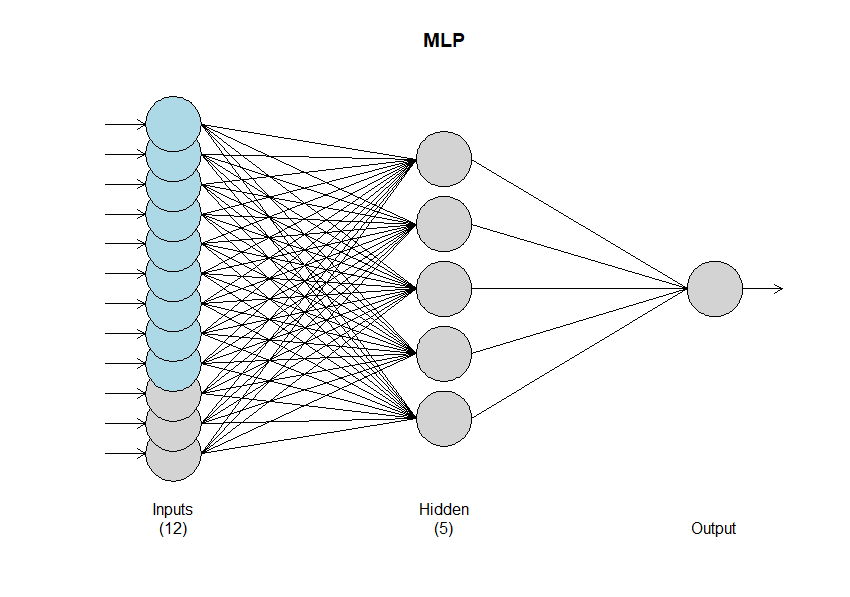 MLP
Inputs
(12)
Hidden
(5)
Output